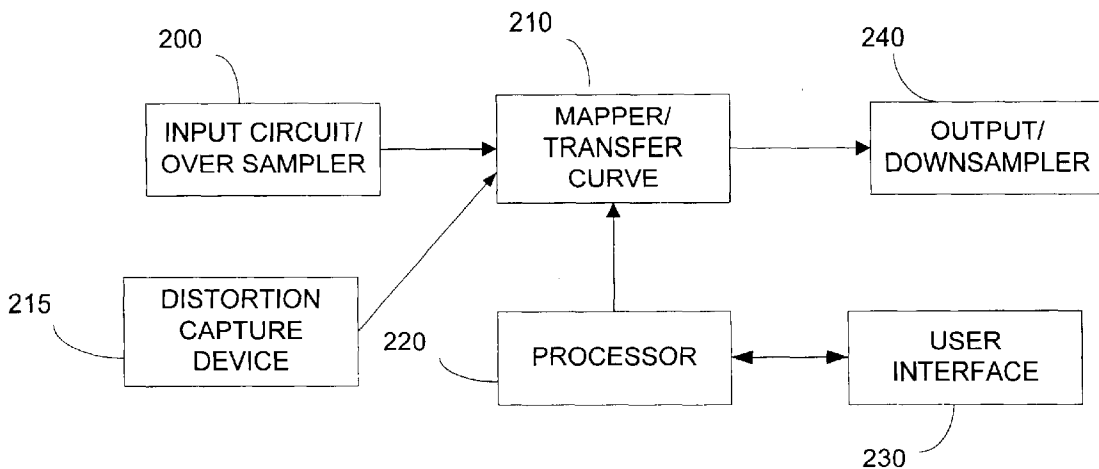 200
210
240
INPUT CIRCUIT/
OVER SAMPLER
MAPPER/
TRANSFER
CURVE
OUTPUT/
DOWNSAMPLER
215
DISTORTION
CAPTURE
DEVICE
220
PROCESSOR
USER
INTERFACE
230